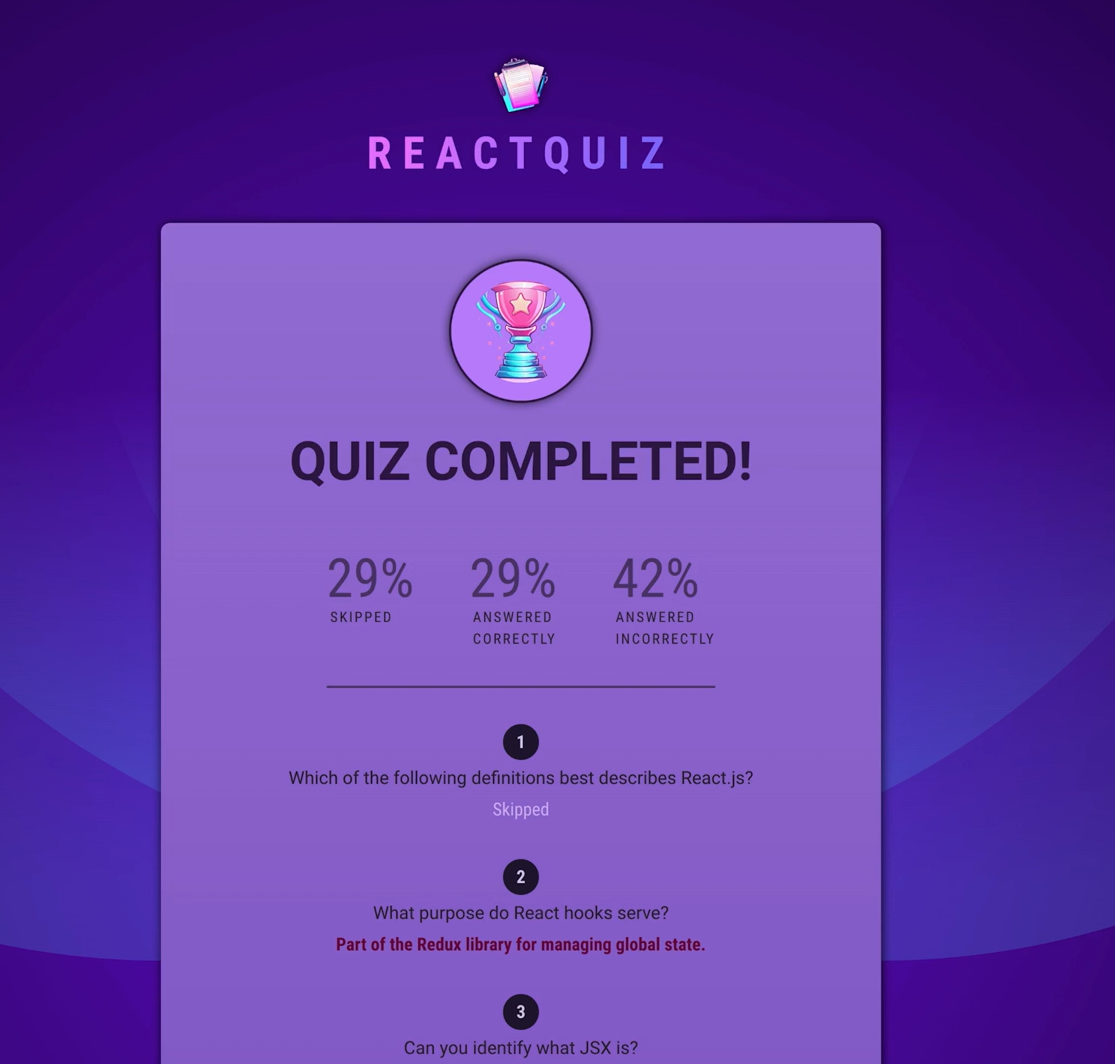 REACTQUIZ
QUIZ COMPLETED!
29% 29% 42%
SKIPPED ANSWERED ANSWERED
CORRECTLY INCORRECTLY
1
Which of the following definitions best describes React.js?
Skipped
2
What purpose do React hooks serve?
Part of the Redux library for managing global state.
3
Can you identify what JSX is?